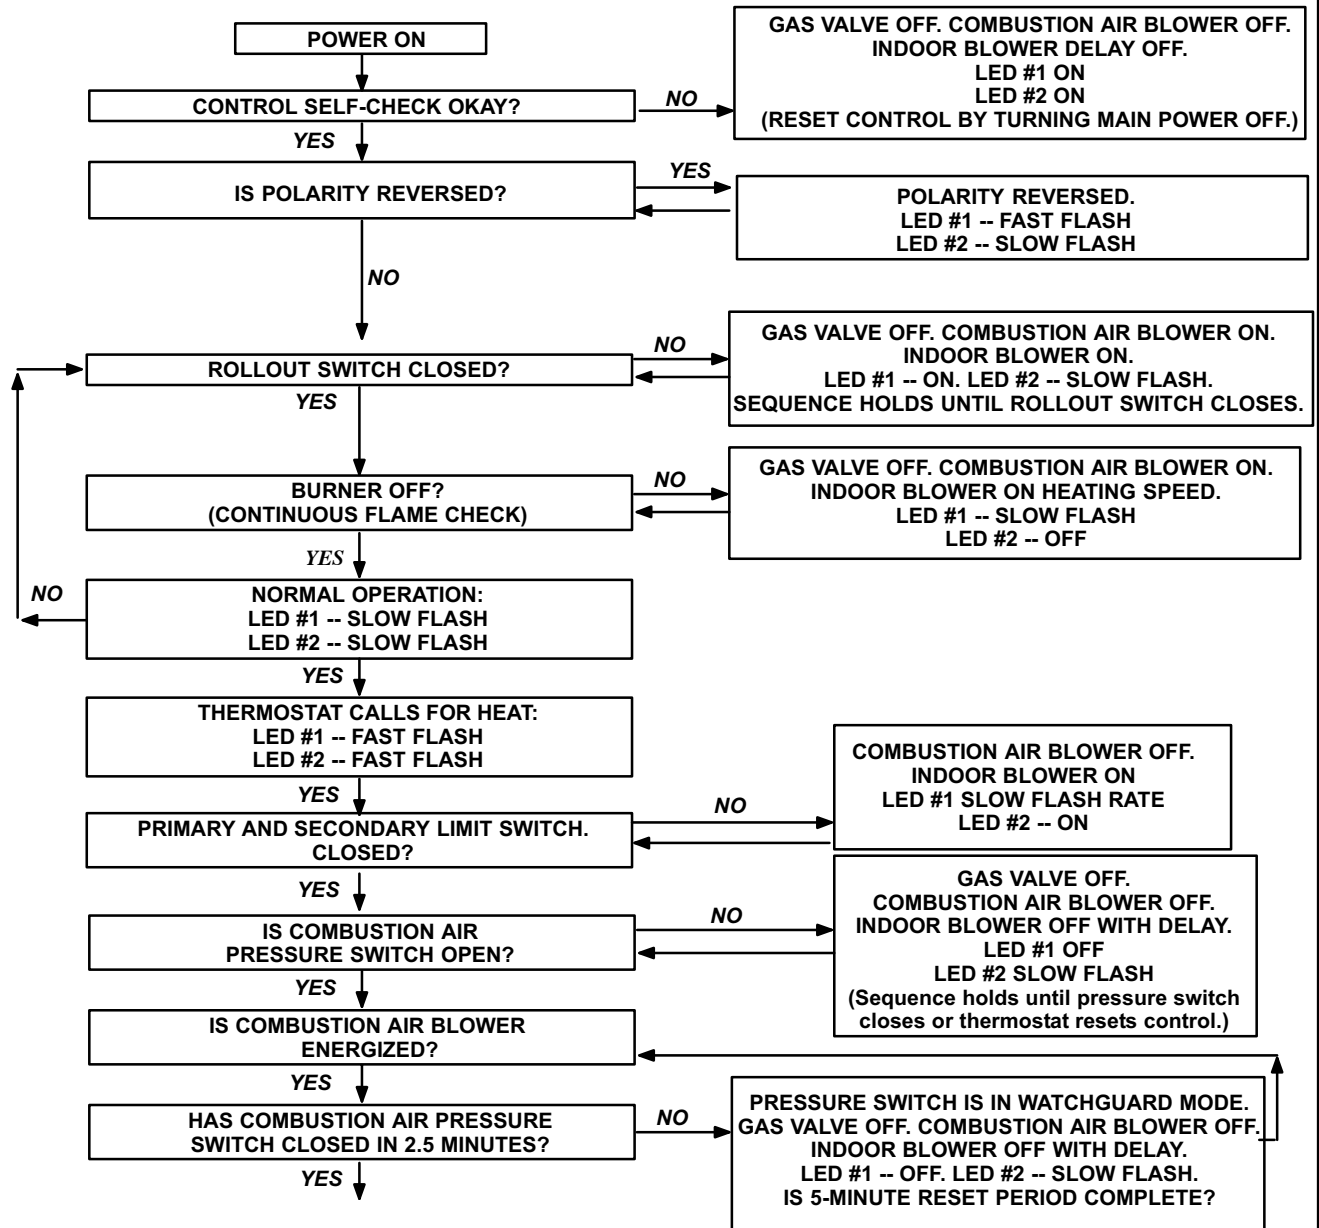 POWER ON
GAS VALVE OFF. COMBUSTION AIR BLOWER OFF.
INDOOR BLOWER DELAY OFF.
LED #1 ON
LED #2 ON
(RESET CONTROL BY TURNING MAIN POWER OFF.)
CONTROL SELF-CHECK OKAY?
NO
YES
IS POLARITY REVERSED?
YES
POLARITY REVERSED.
LED #1 -- FAST FLASH
LED #2 -- SLOW FLASH
NO
ROLLOUT SWITCH CLOSED?
NO
GAS VALVE OFF. COMBUSTION AIR BLOWER ON.
INDOOR BLOWER ON.
LED #1 -- ON. LED #2 -- SLOW FLASH.
SEQUENCE HOLDS UNTIL ROLLOUT SWITCH CLOSES.
YES
BURNER OFF?
(CONTINUOUS FLAME CHECK)
NO
GAS VALVE OFF. COMBUSTION AIR BLOWER ON.
INDOOR BLOWER ON HEATING SPEED.
LED #1 -- SLOW FLASH
LED #2 -- OFF
YES
NO
NORMAL OPERATION:
LED #1 -- SLOW FLASH
LED #2 -- SLOW FLASH
YES
THERMOSTAT CALLS FOR HEAT:
LED #1 -- FAST FLASH
LED #2 -- FAST FLASH
YES
PRIMARY AND SECONDARY LIMIT SWITCH.
CLOSED?
NO
COMBUSTION AIR BLOWER OFF.
INDOOR BLOWER ON
LED #1 SLOW FLASH RATE
LED #2 -- ON
YES
IS COMBUSTION AIR
PRESSURE SWITCH OPEN?
NO
GAS VALVE OFF.
COMBUSTION AIR BLOWER OFF.
INDOOR BLOWER OFF WITH DELAY.
LED #1 OFF
LED #2 SLOW FLASH
(Sequence holds until pressure switch
closes or thermostat resets control.)
YES
IS COMBUSTION AIR BLOWER
ENERGIZED?
YES
HAS COMBUSTION AIR PRESSURE
SWITCH CLOSED IN 2.5 MINUTES?
NO
PRESSURE SWITCH IS IN WATCHGUARD MODE.
GAS VALVE OFF. COMBUSTION AIR BLOWER OFF.
INDOOR BLOWER OFF WITH DELAY.
LED #1 -- OFF. LED #2 -- SLOW FLASH.
IS 5-MINUTE RESET PERIOD COMPLETE?
YES